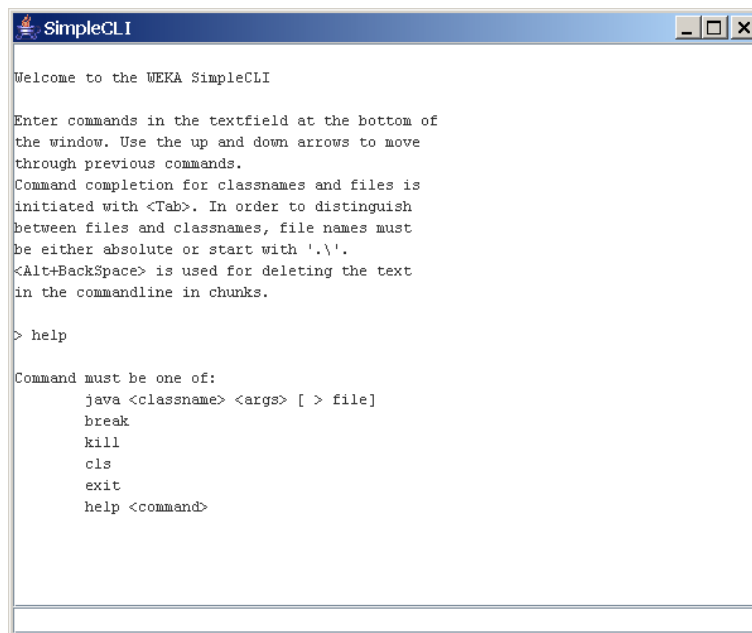 SimpleCLI
Welcome to the WEKA SimpleCLI
Enter commands in the textfield at the bottom of
the window. Use the up and down arrows to move
through previous commands.
Command completion for classnames and files is
initiated with <Tab>. In order to distinguish
between files and classnames, file names must
be either absolute or start with '.\'.
<Alt+BackSpace> is used for deleting the text
in the commandline in chunks.
> help
Command must be one of:
java <classname> <args> [ > file]
break
kill
cls
exit
help <command>